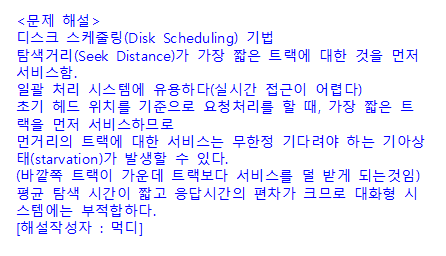 <문제 해설>
디스크 스케줄링(Disk Scheduling) 기법
탐색거리(Seek Distance)가 가장 짧은 트랙에 대한 것을 먼저
서비스함.
일괄 처리 시스템에 유용하다(실시간 접근이 어렵다)
초기 헤드 위치를 기준으로 요청처리를 할 때, 가장 짧은 트
랙을 먼저 서비스하므로
먼거리의 트랙에 대한 서비스는 무한정 기다려야 하는 기아상
태(starvation)가 발생할 수 있다.
(바깥쪽 트랙이 가운데 트랙보다 서비스를 덜 받게 되는것임)
평균 탐색 시간이 짧고 응답시간의 편차가 크므로 대화형 시
스템에는 부적합하다.
[해설작성자 : 먹디]